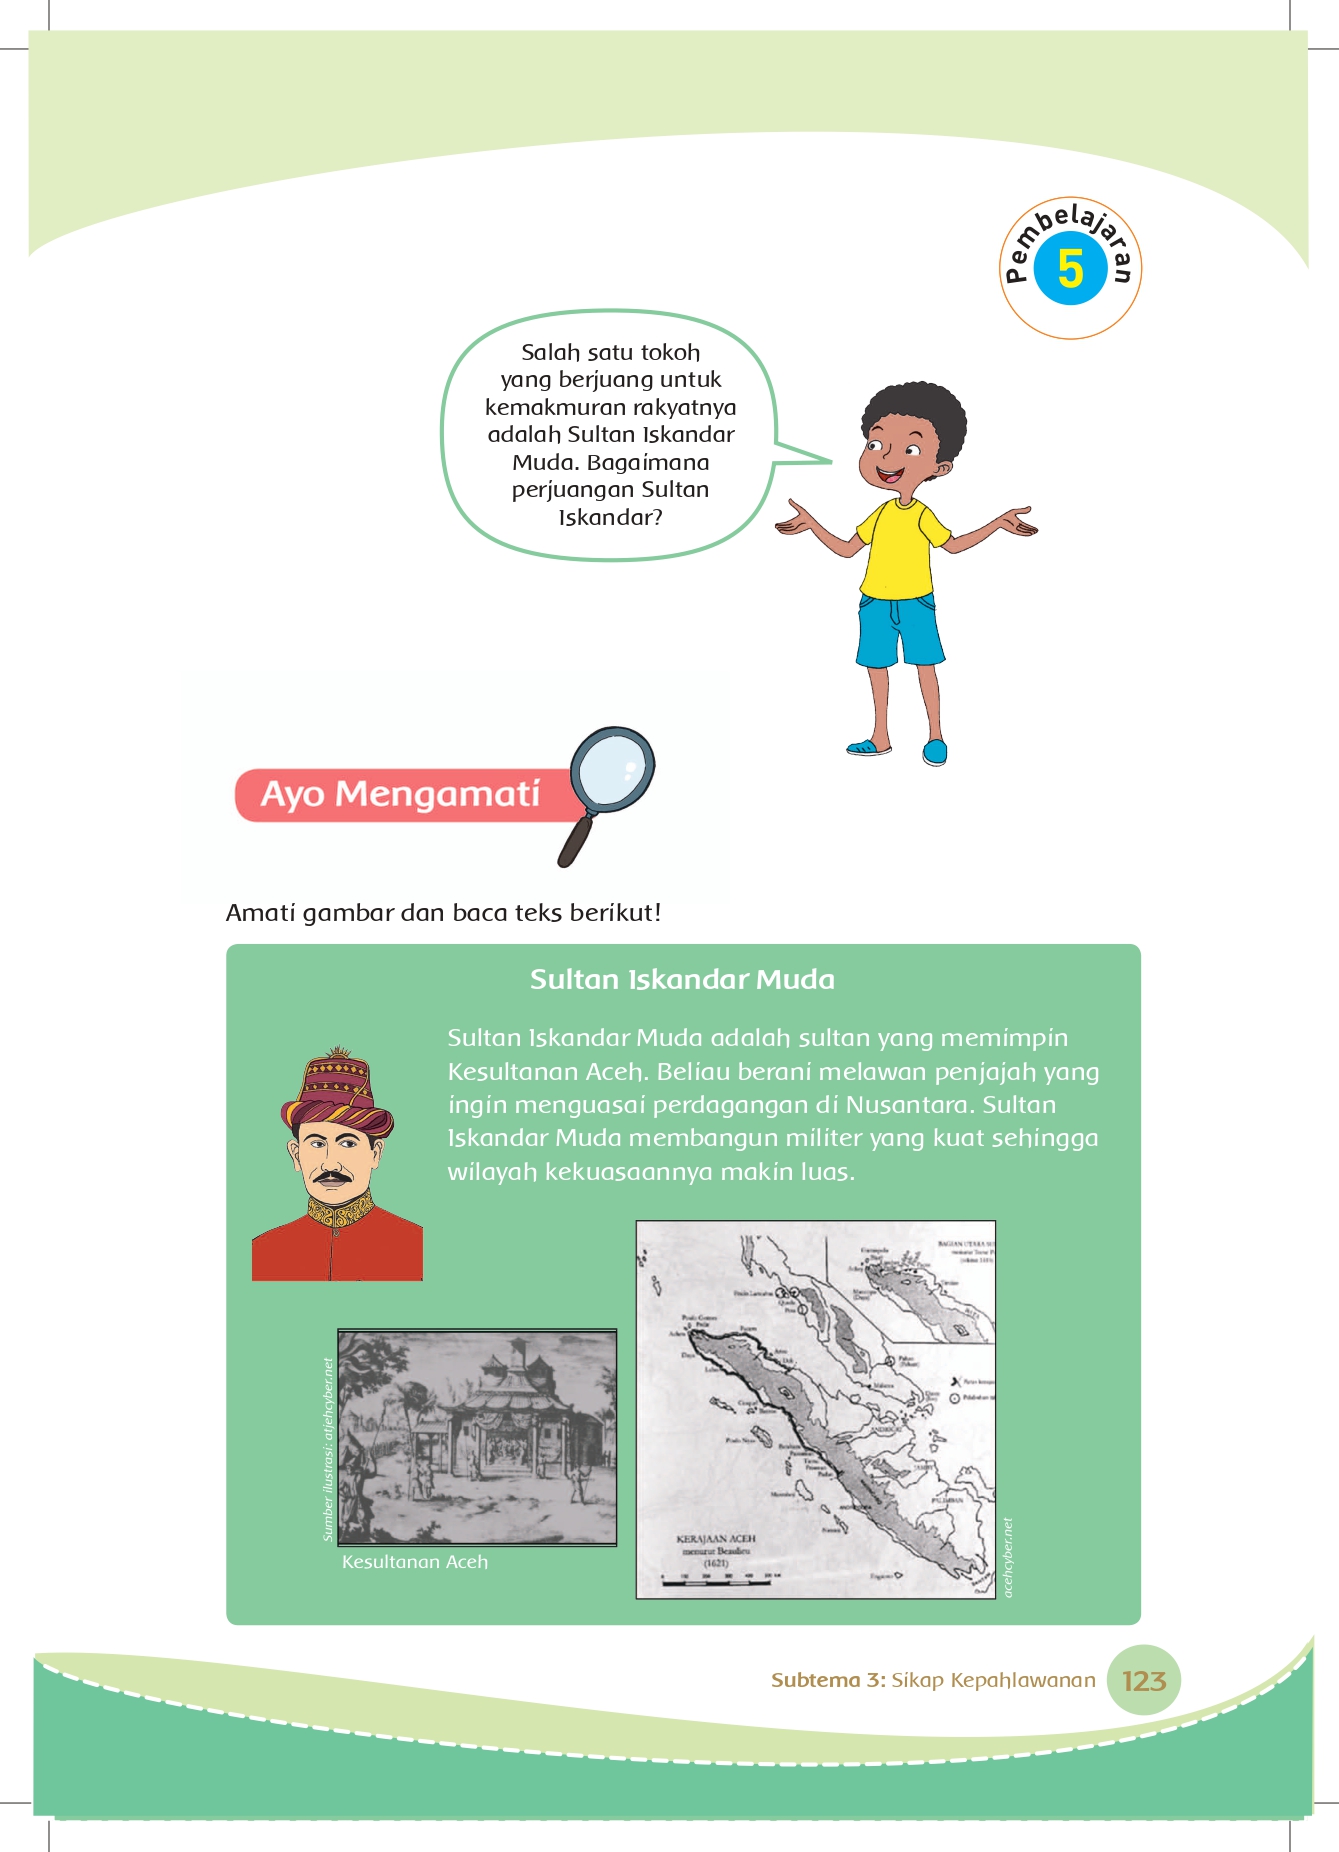 Pembelajaran
5
Salah satu tokoh
yang berjuang untuk
kemakmuran rakyatnya
adalah Sultan Iskandar
Muda. Bagaimana
perjuangan Sultan
Iskandar?
Ayo Mengamati
Amati gambar dan baca teks berikut!
Sultan Iskandar Muda
Sultan Iskandar Muda adalah sultan yang memimpin
Kesultanan Aceh. Beliau berani melawan penjajah yang
ingin menguasai perdagangan di Nusantara. Sultan
Iskandar Muda membangun militer yang kuat sehingga
wilayah kekuasaannya makin luas.
Sumber ilustrasi: atjehcyber.net
Kesultanan Aceh
BAGIAN UTARA
KERAJAAN ACEH
menurut Beaulieu
(1621)
PALEMBAN
acehcyber.net
Subtema 3: Sikap Kepahlawanan
123